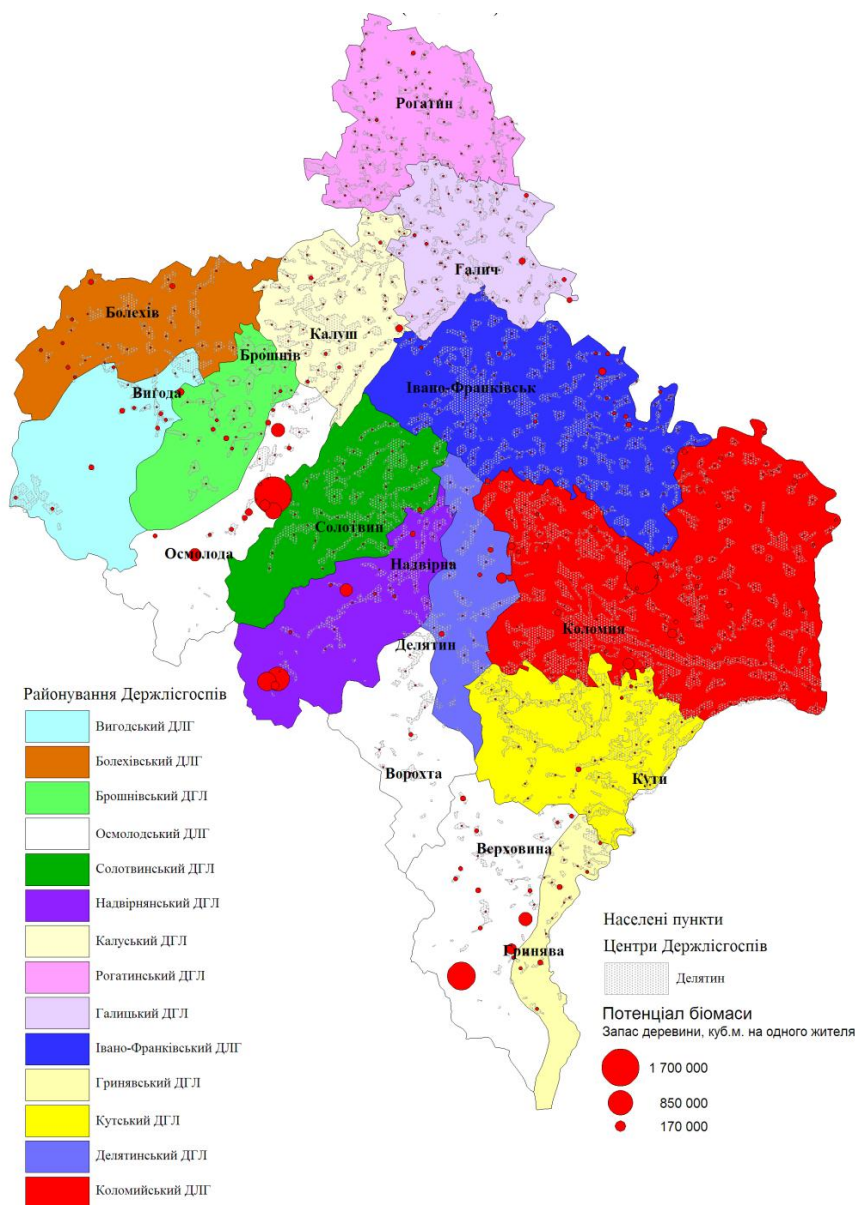 Рогатин
Галич
Болехів
Калуш
Брошнів
Івано-Франківськ
Вигода
Солотвин
Осмолода
Надвірна
Коломия
Делятин
Ворохта
Кути
Верховина
Гринява
Районування Держлісгоспів
Вигодський ДЛГ
Болехівський ДЛГ
Брошнівський ДГЛ
Осмолодський ДЛГ
Солотвинський ДГЛ
Надвірнянський ДГЛ
Калуський ДГЛ
Рогатинський ДГЛ
Галицький ДГЛ
Івано-Франківський ДЛГ
Гринявський ДГЛ
Кутський ДГЛ
Делятинський ДГЛ
Коломийський ДЛГ
Населені пункти
Центри Держлісгоспів
Делятин
Потенціал біомаси
Запас деревини, куб.м. на одного жителя
1 700 000
850 000
170 000